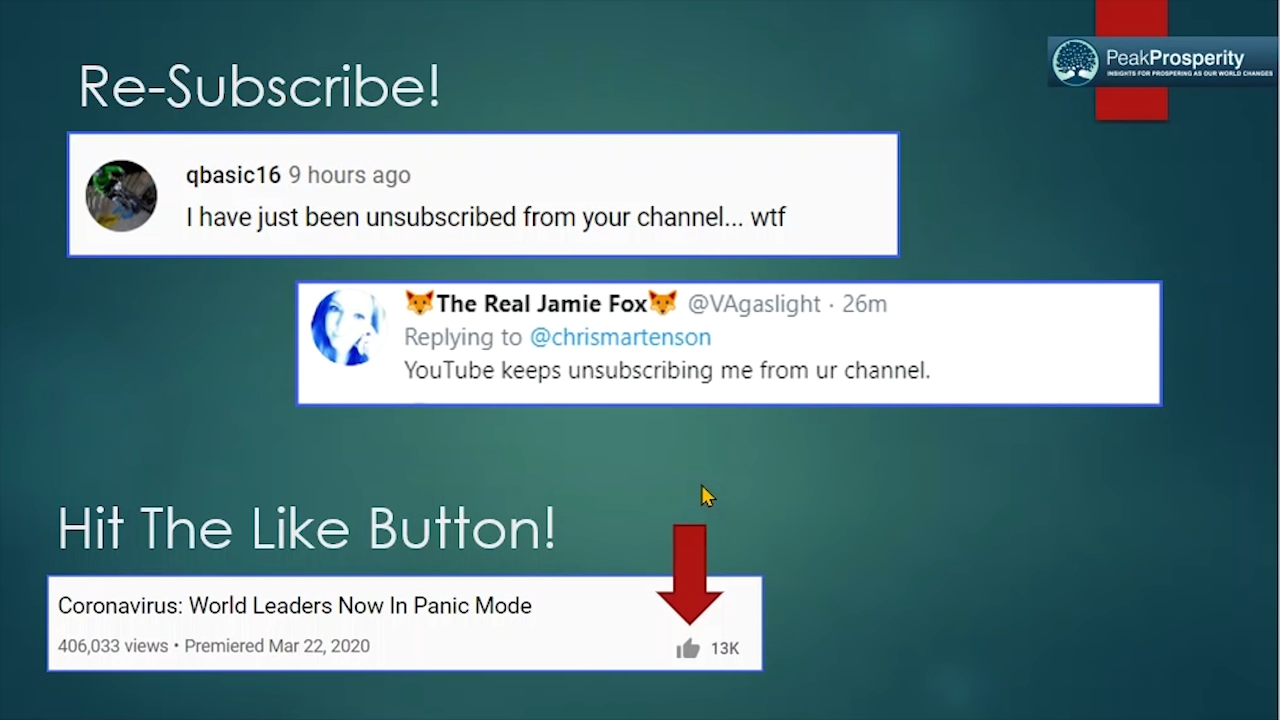 Re-Subscribe!
PeakProsperity
INSIGHTS FOR PROSPERING AS OUR WORLD CHANGES
qbasic16 9 hours ago
I have just been unsubscribed from your channel... wtf
🦊The Real Jamie Fox🦊 @VAgaslight · 26m
Replying to @chrismartenson
YouTube keeps unsubscribing me from ur channel.
Hit The Like Button!
Coronavirus: World Leaders Now In Panic Mode
406,033 views • Premiered Mar 22, 2020
13K